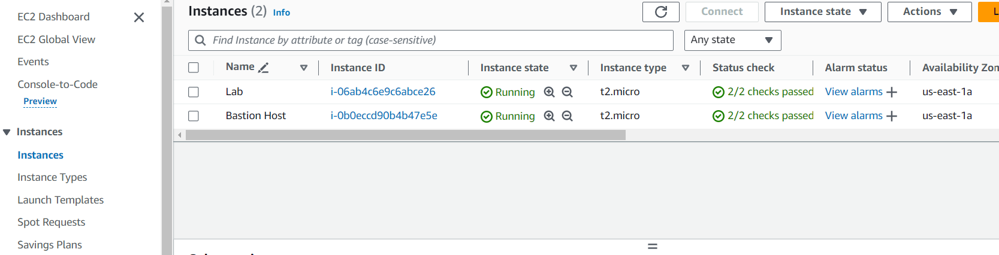 EC2 Dashboard
EC2 Global View
Events
Console-to-Code
Preview
Instances
Instances
Instance Types
Launch Templates
Spot Requests
Savings Plans
Instances (2) Info
Connect Instance state Actions L
Find Instance by attribute or tag (case-sensitive) Any state
Name Instance ID Instance state Instance type Status check Alarm status Availability Zon
Lab i-06ab4c6e9c6abce26 Running t2.micro 2/2 checks passed View alarms + us-east-1a
Bastion Host i-0b0eccd90b4b47e5e Running t2.micro 2/2 checks passed View alarms + us-east-1a